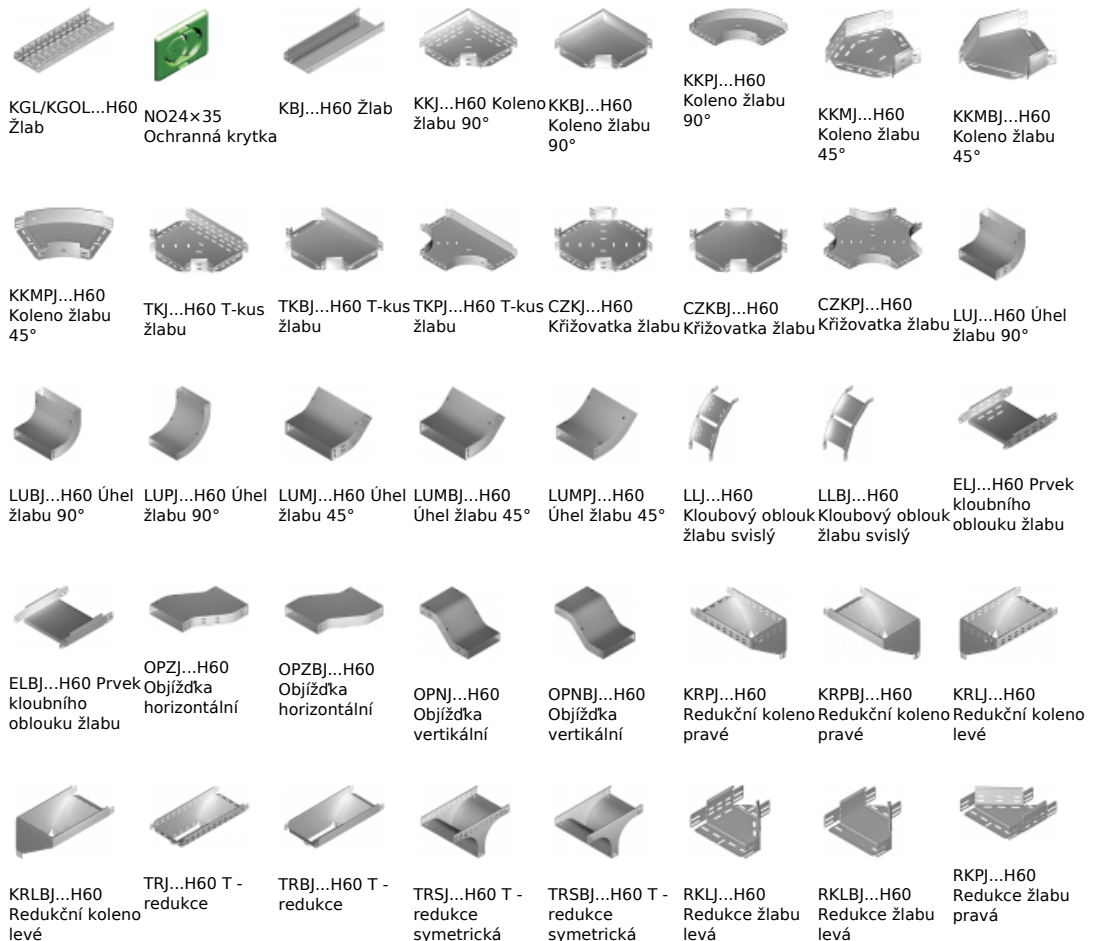 KGL/KGOL...H60
Žlab
NO24×35
Ochranná krytka
KBJ...H60 Žlab
KKJ...H60 Koleno
žlabu 90°
KKBJ...H60
Koleno žlabu
90°
KKPJ...H60
Koleno žlabu
90°
KKMJ...H60
Koleno žlabu
45°
KKMBJ...H60
Koleno žlabu
45°
KKMPJ...H60
Koleno žlabu
45°
TKJ...H60 T-kus
žlabu
TKBJ...H60 T-kus
žlabu
TKPJ...H60 T-kus
žlabu
CZKJ...H60
Křižovatka žlabu
CZKBJ...H60
Křižovatka žlabu
CZKPJ...H60
Křižovatka žlabu
LUJ...H60 Úhel
žlabu 90°
LUBJ...H60 Úhel
žlabu 90°
LUPJ...H60 Úhel
žlabu 90°
LUMJ...H60 Úhel
žlabu 45°
LUMBJ...H60
Úhel žlabu 45°
LUMPJ...H60
Úhel žlabu 45°
LLJ...H60
Kloubový oblouk
žlabu svislý
LLBJ...H60
Kloubový oblouk
žlabu svislý
ELJ...H60 Prvek
kloubního
oblouku žlabu
ELBJ...H60 Prvek
kloubního
oblouku žlabu
OPZJ...H60
Objížďka
horizontální
OPZBJ...H60
Objížďka
horizontální
OPNJ...H60
Objížďka
vertikální
OPNBJ...H60
Objížďka
vertikální
KRPJ...H60
Redukční koleno
pravé
KRPBJ...H60
Redukční koleno
pravé
KRLJ...H60
Redukční koleno
levé
KRLBJ...H60
Redukční koleno
levé
TRJ...H60 T -
redukce
TRBJ...H60 T -
redukce
TRSJ...H60 T -
redukce
symetrická
TRSBJ...H60 T -
redukce
symetrická
RKLJ...H60
Redukce žlabu
levá
RKLBJ...H60
Redukce žlabu
levá
RKPJ...H60
Redukce žlabu
pravá